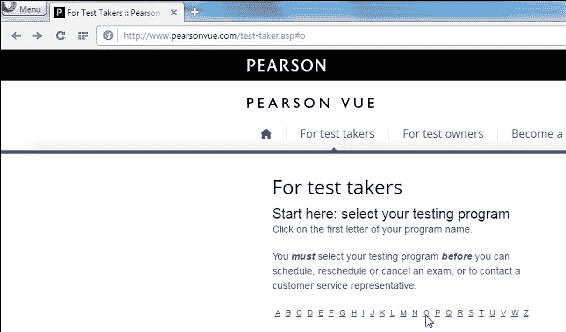 Menu
For Test Takers :: Pearson
http://www.pearsonvue.com/test-taker.asp#o
PEARSON
PEARSON VUE
For test takers
For test owners
Become a
For test takers
Start here: select your testing program
Click on the first letter of your program name.
You must select your testing program before you can
schedule, reschedule or cancel an exam, or to contact a
customer service representative.
A B C D E F G H I J K L M N O P Q R S T U V W Z